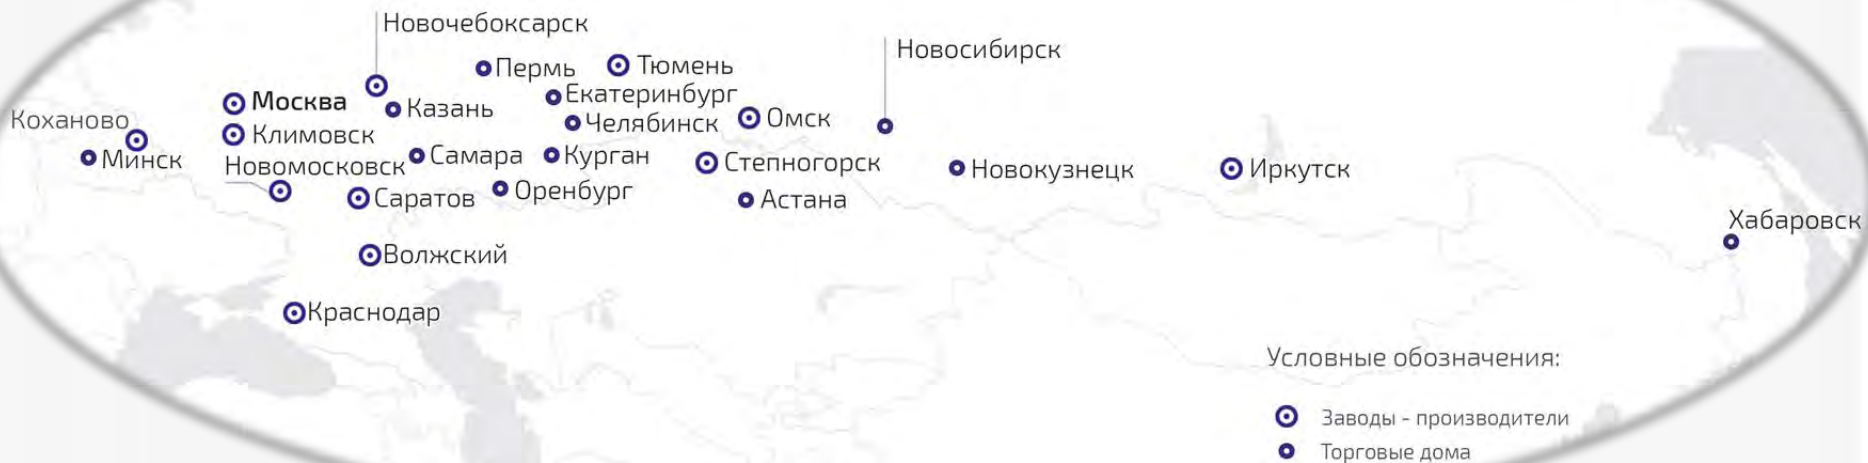 Новочебоксарск
Новосибирск
Пермь
Тюмень
Екатеринбург
Москва
Казань
Коханово
Челябинск
Омск
Климовск
Минск
Новомосковск
Самара
Курган
Степногорск
Новокузнецк
Иркутск
Саратов
Оренбург
Астана
Хабаровск
Волжский
Краснодар
Условные обозначения:
Заводы - производители
Торговые дома